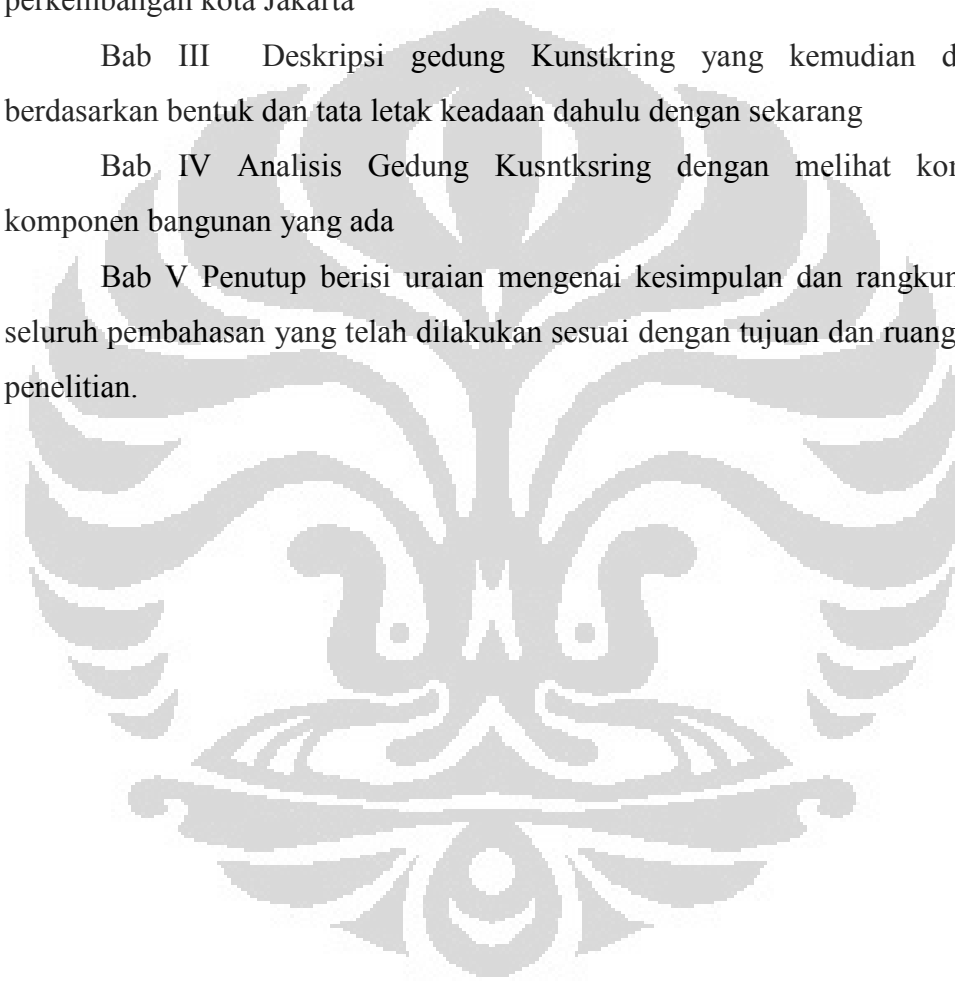 perkembangan kota Jakarta
Bab III Deskripsi gedung Kunstkring yang kemudian
berdasarkan bentuk dan tata letak keadaan dahulu dengan sekarang
Bab IV Analisis Gedung Kusntksring dengan melihat
komponen bangunan yang ada
Bab V Penutup berisi uraian mengenai kesimpulan dan
seluruh pembahasan yang telah dilakukan sesuai dengan tujuan dan ruang
penelitian.